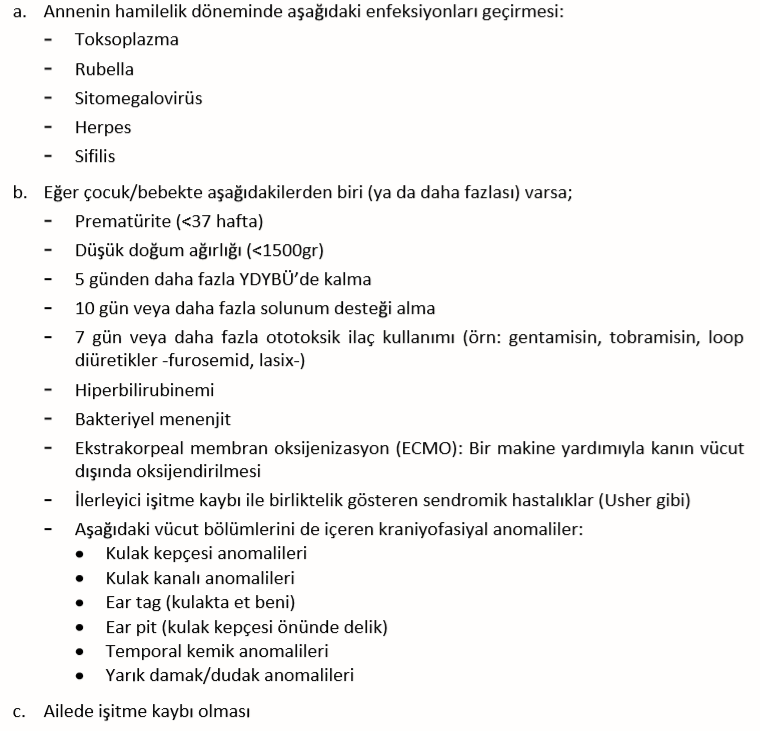 a. Annenin hamilelik döneminde aşağıdaki enfeksiyonları geçirmesi:
- Toksoplazma
- Rubella
- Sitomegalovirüs
- Herpes
- Sifilis
b. Eğer çocuk/bebekte aşağıdakilerden biri (ya da daha fazlası) varsa;
- Prematürite (<37 hafta)
- Düşük doğum ağırlığı (<1500gr)
- 5 günden daha fazla YDYBÜ’de kalma
- 10 gün veya daha fazla solunum desteği alma
- 7 gün veya daha fazla ototoksik ilaç kullanımı (örn: gentamisin, tobramisin, loop
diüretikler -furosemid, lasix-)
- Hiperbilirubinemi
- Bakteriyel menenjit
- Ekstrakorpeal membran oksijenizasyon (ECMO): Bir makine yardımıyla kanın vücut
dışında oksijendirilmesi
- İlerleyici işitme kaybı ile birliktelik gösteren sendromik hastalıklar (Usher gibi)
- Aşağıdaki vücut bölümlerini de içeren kraniyofasiyal anomaliler:
• Kulak kepçesi anomalileri
• Kulak kanalı anomalileri
• Ear tag (kulakta et beni)
• Ear pit (kulak kepçesi önünde delik)
• Temporal kemik anomalileri
• Yarık damak/dudak anomalileri
c. Ailede işitme kaybı olması